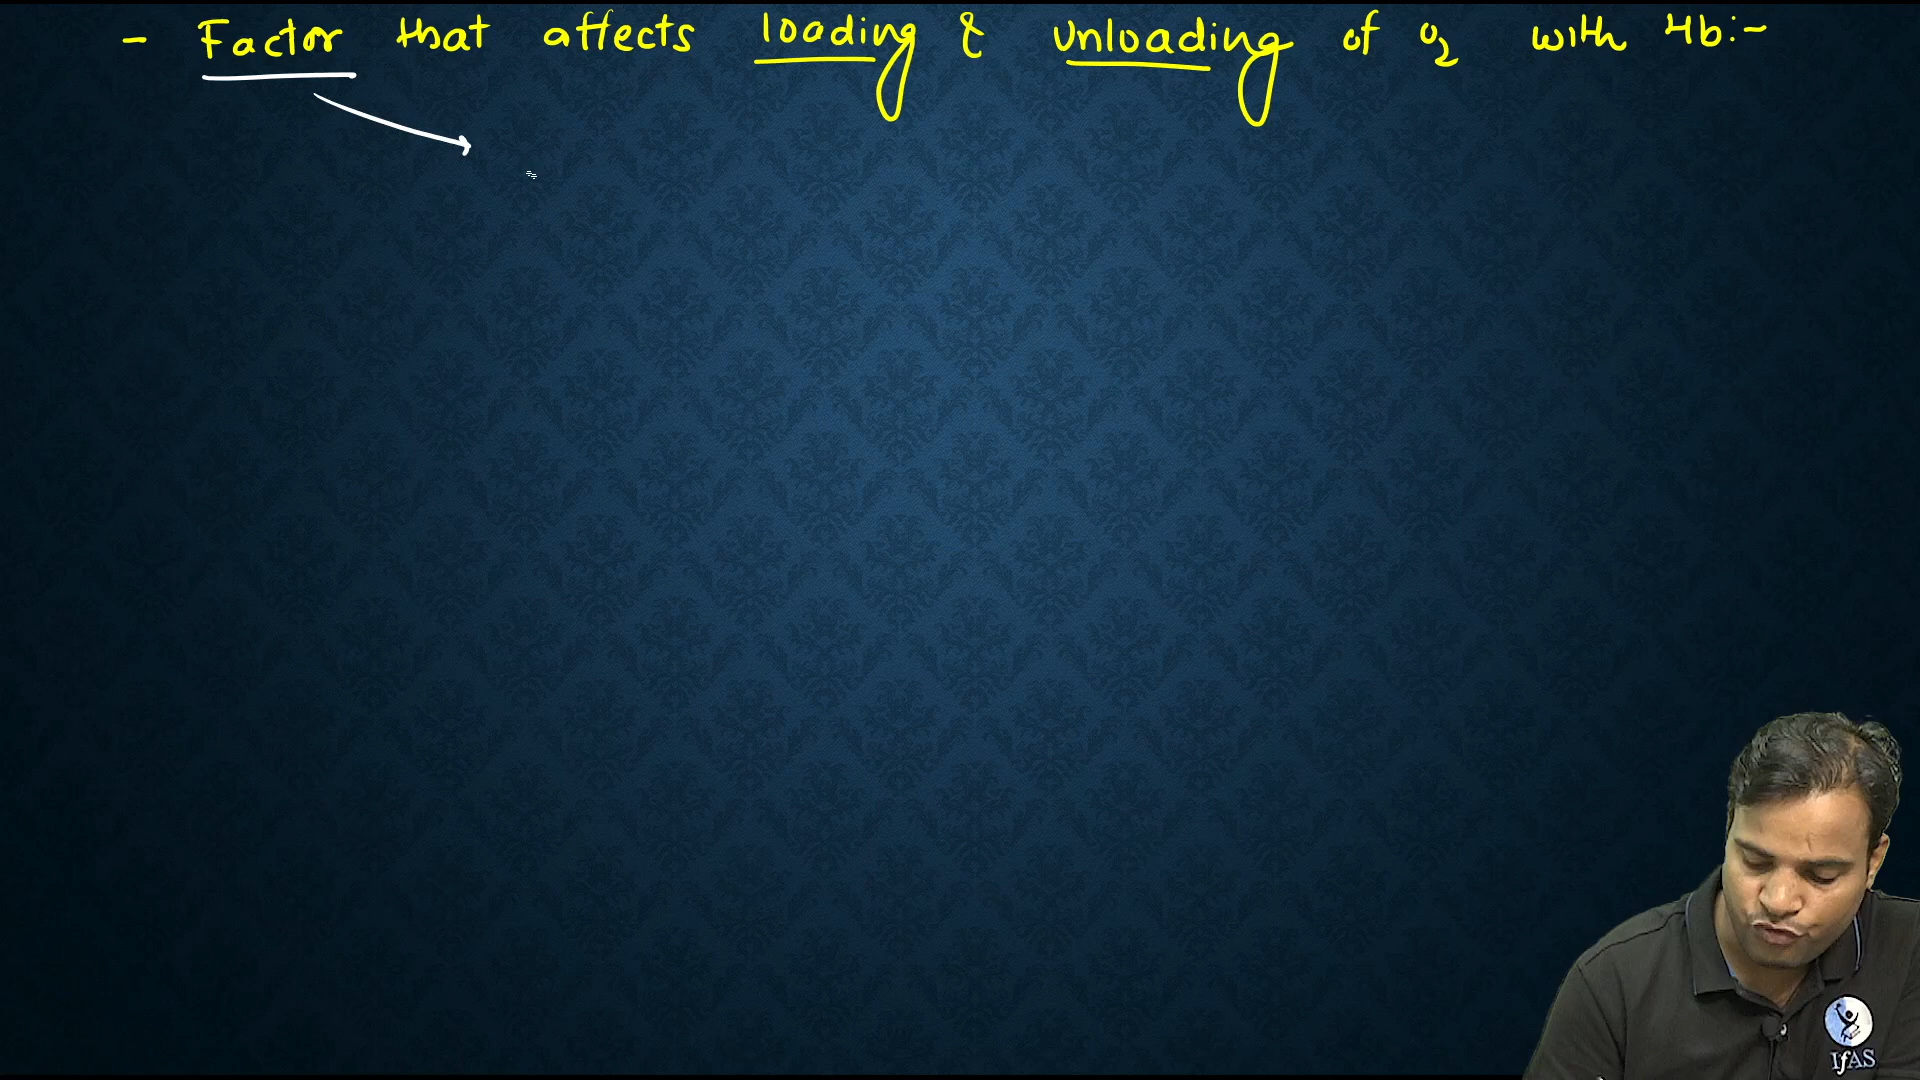 - Factor that affects loading & unloading of O₂ with Hb:-
IfAS